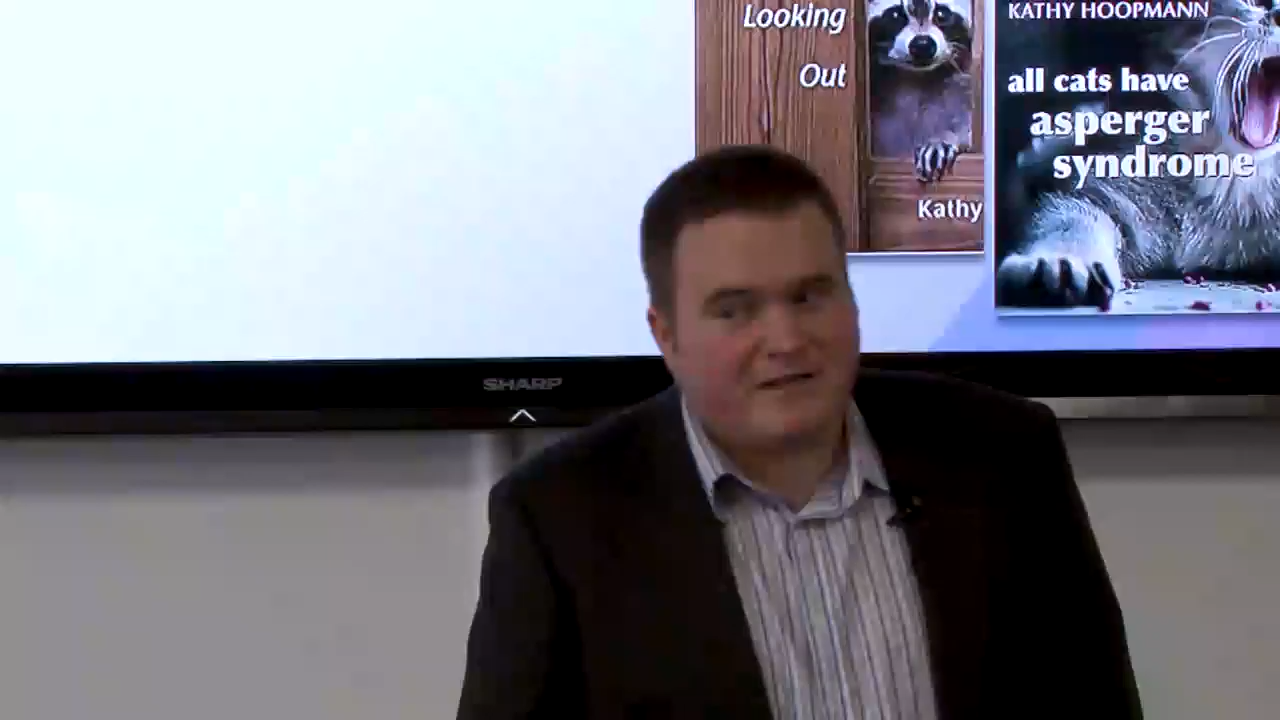 Looking
Out
Kathy
KATHY HOOPMANN
all cats have
asperger
syndrome
SHARP